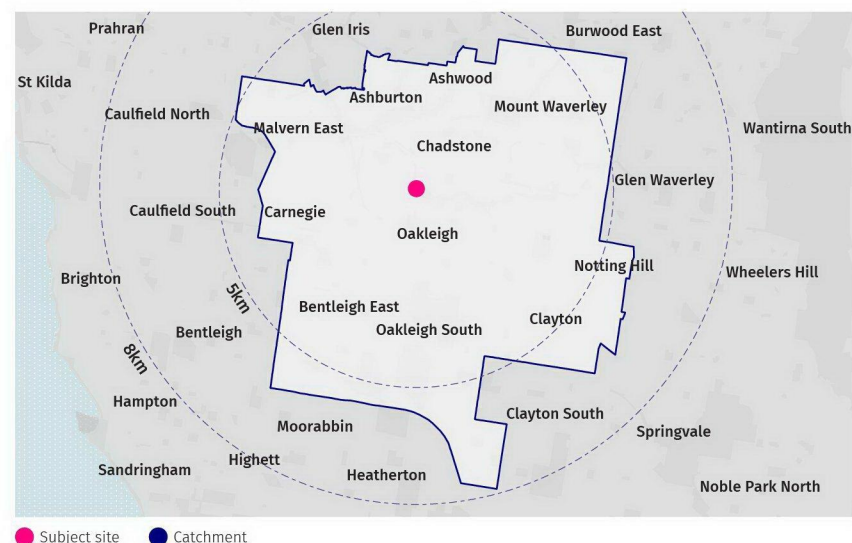 Prahran
Glen Iris
Burwood East
St Kilda
Ashwood
Ashburton
Mount Waverley
Caulfield North
Malvern East
Wantirna South
Chadstone
Glen Waverley
Caulfield South
Carnegie
Oakleigh
Notting Hill
Wheelers Hill
Brighton
5km
Bentleigh East
Clayton
Bentleigh
Oakleigh South
8km
Hampton
Clayton South
Moorabbin
Springvale
Highett
Sandringham
Heatherton
Noble Park North
Subject site
Catchment